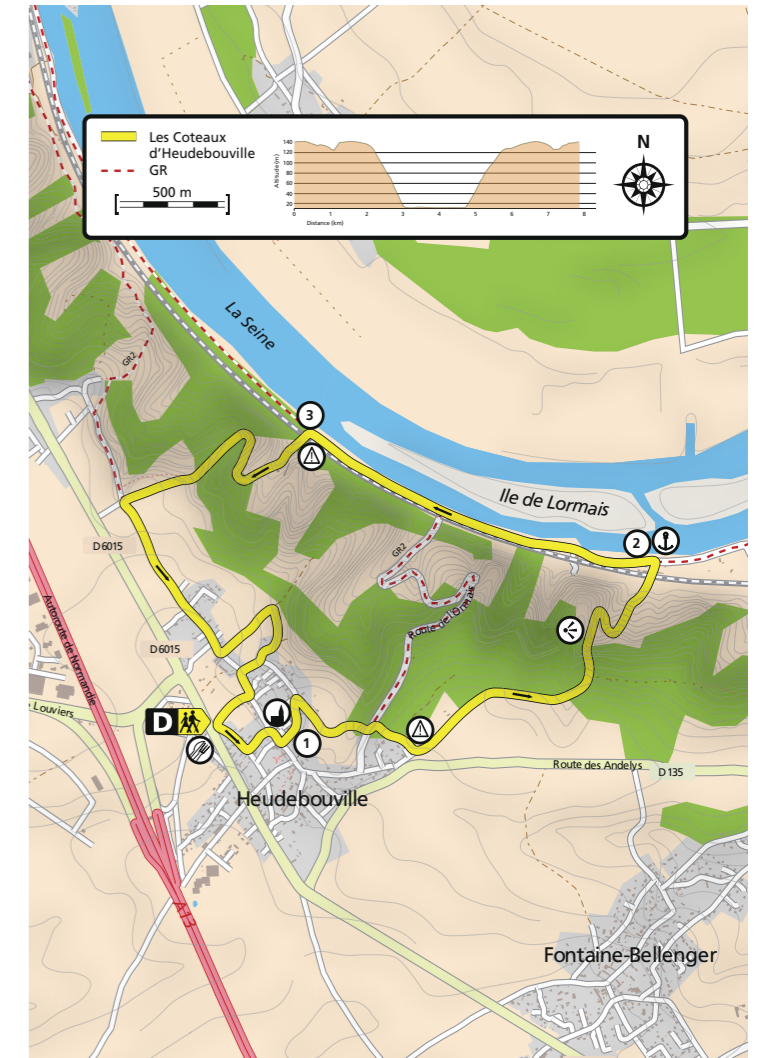 Les Coteaux
d'Heudebouville
GR
500 m
Altitude (m)
140
120
100
80
60
40
20
0 1 2 3 4 5 6 7 8
Distance (km)
N
La Seine
GR2
3
Ile de Lormais
2
GR2
D6015
Route de Lormais
Autoroute de Normandie
D6015
Louviers
D
1
Route des Andelys
D135
Heudebouville
A13
Fontaine-Bellenger